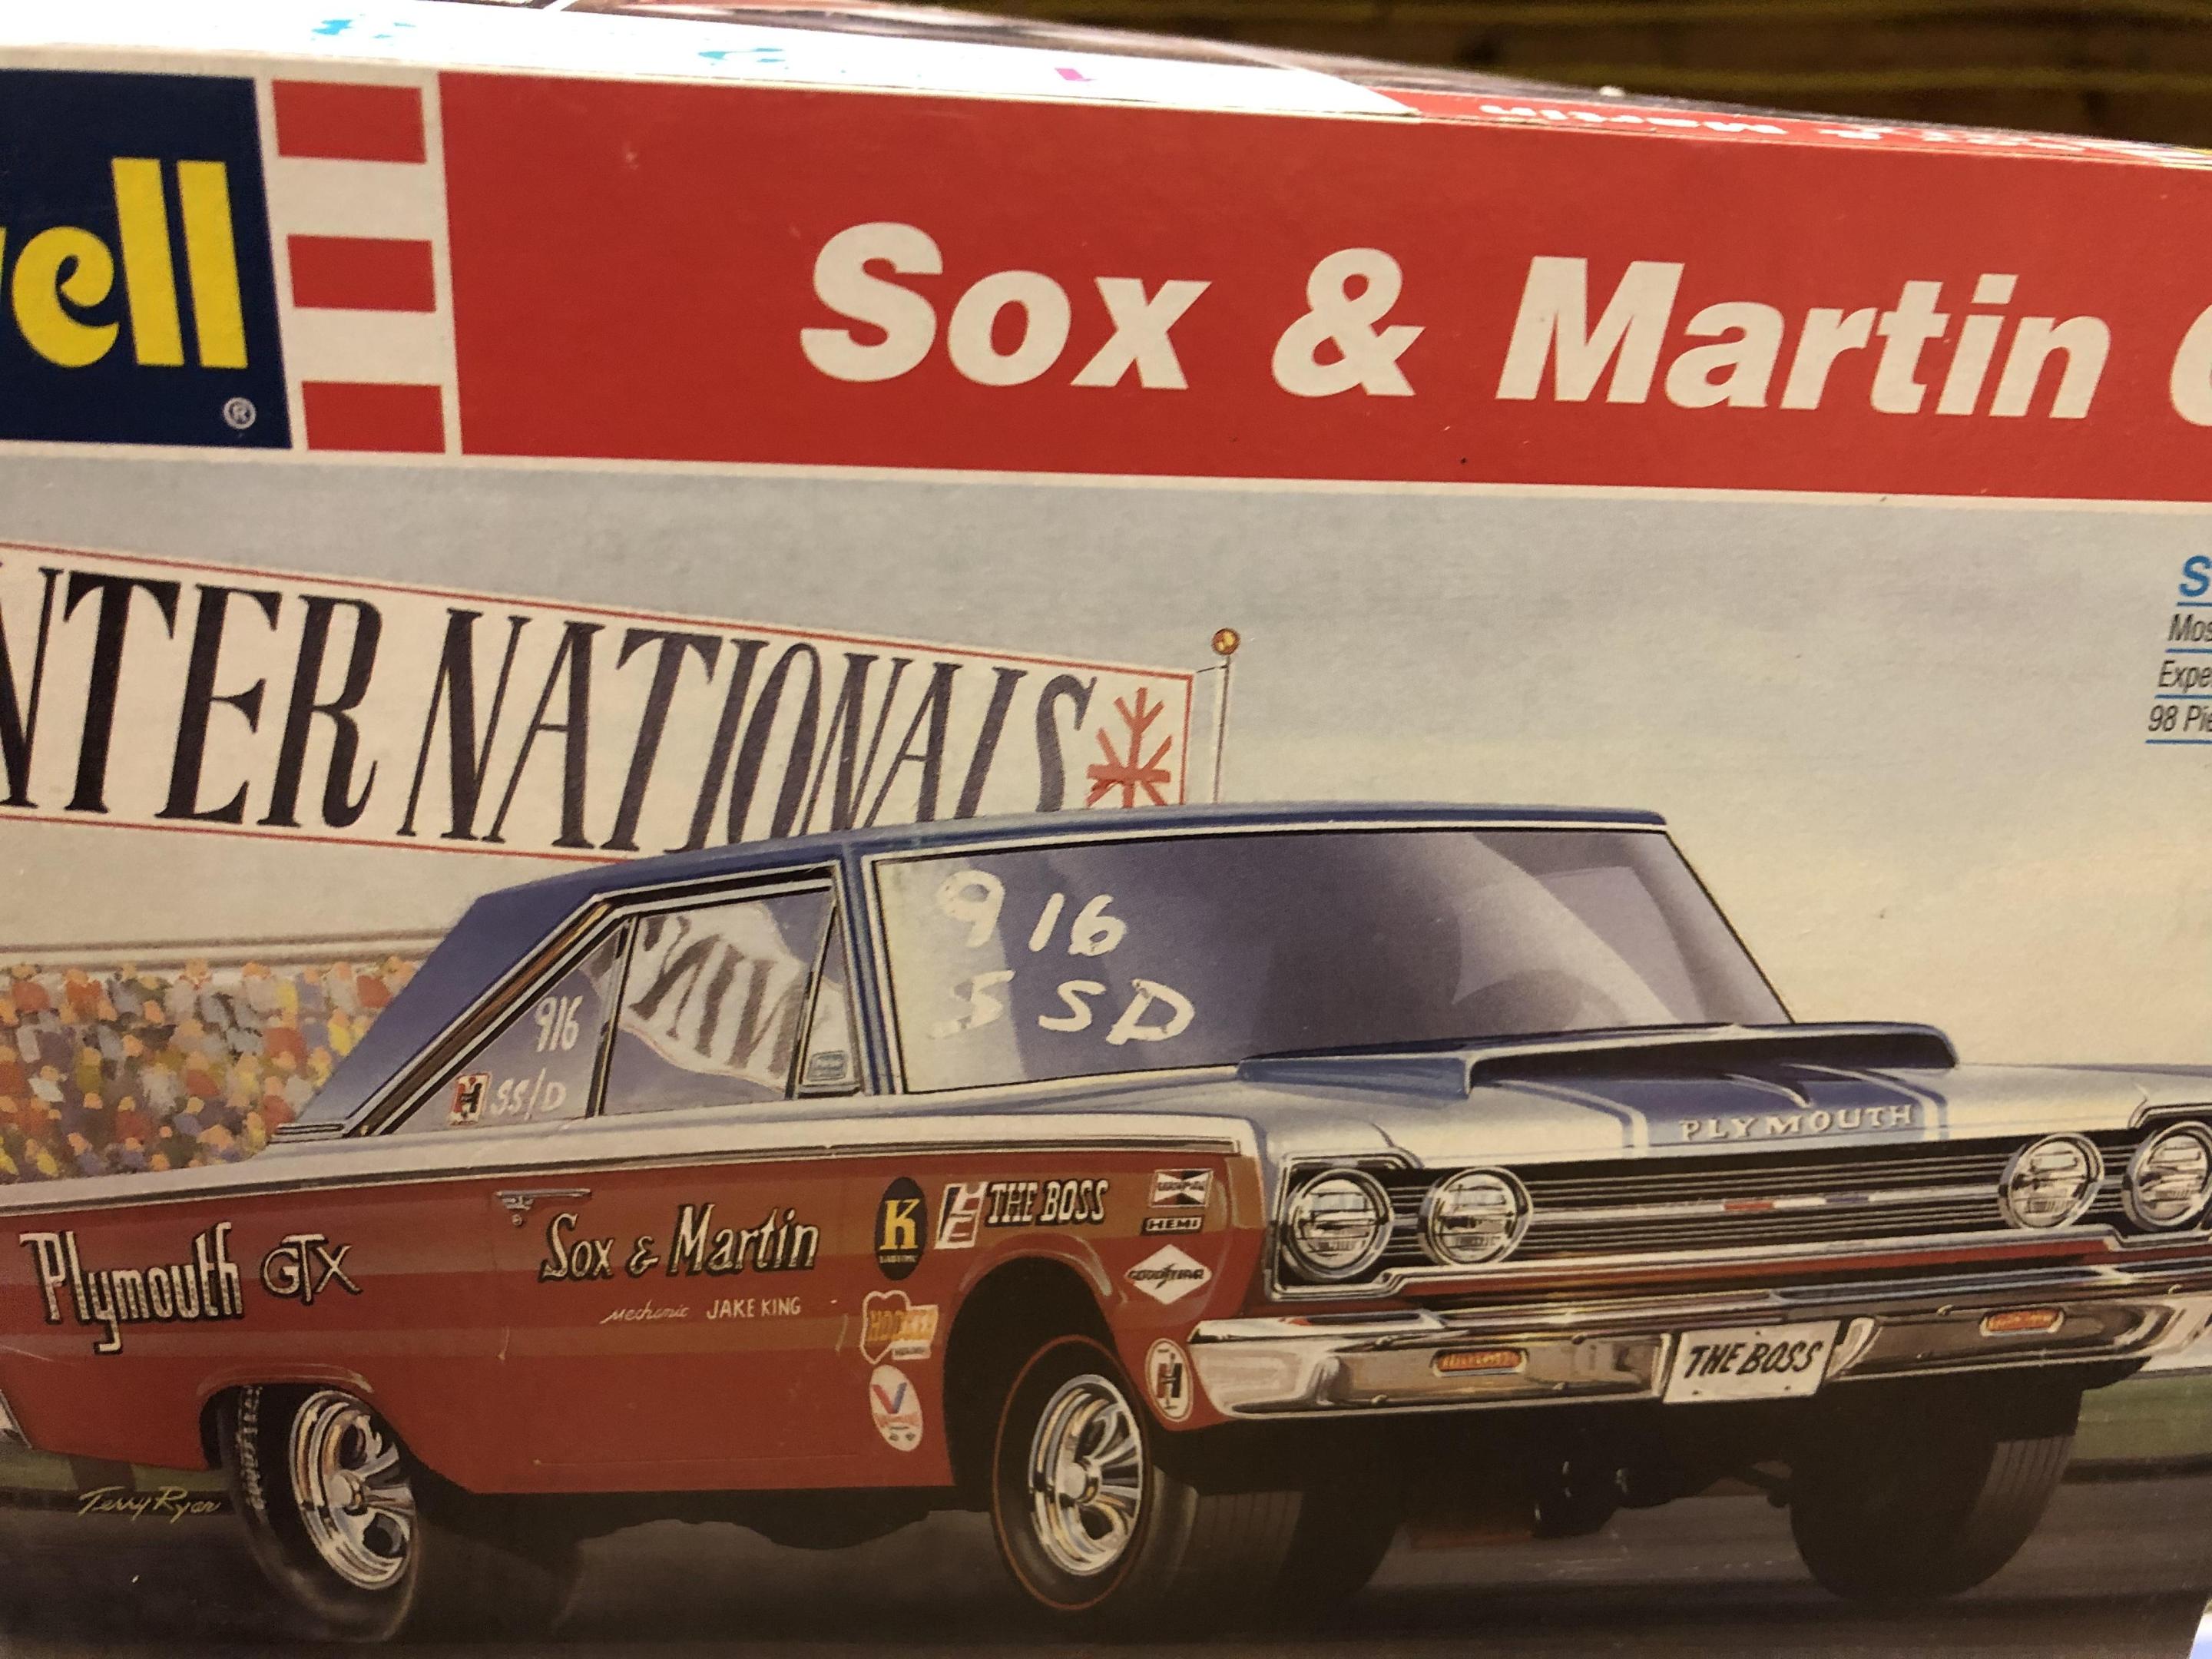 ell
®
Sox & Martin
NTER NATIONALS
S
Mos
Expe
98 Pie
916
SSD
916
SS/D
PLYMOUTH
Plymouth GTX
Sox & Martin
Mechanic JAKE KING
K
THE BOSS
HEMI
GOODYEAR
THE BOSS
Terry Ryan